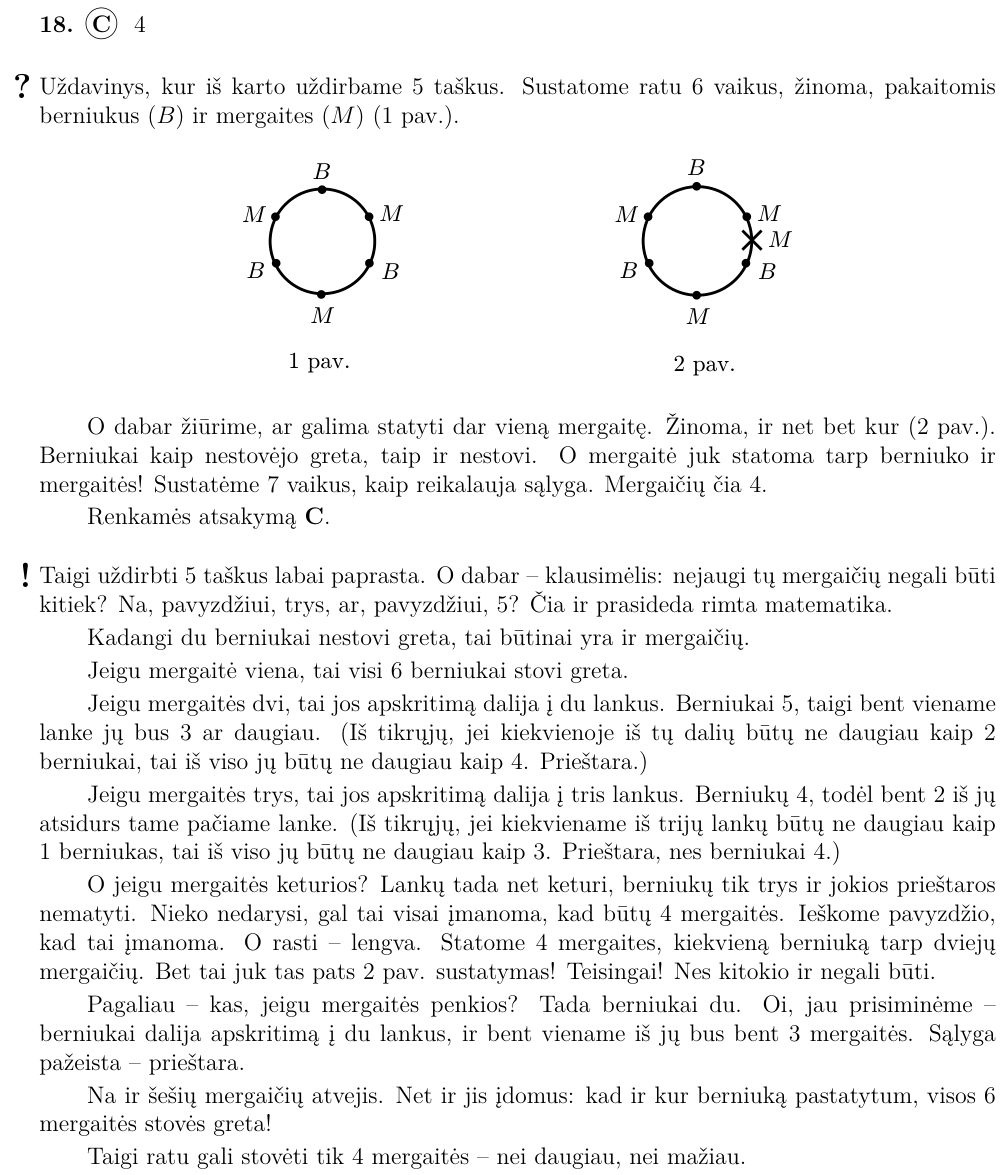 18. C 4
? Uždavinys, kur iš karto uždirbame 5 taškus. Sustatome ratu 6 vaikus, žinoma, pakaitomis
berniukus (B) ir mergaites (M) (1 pav.).
B
M
M
B
B
M
1 pav.
B
M
M
M
B
B
M
2 pav.
O dabar žiūrime, ar galima statyti dar vieną mergaitę. Žinoma, ir net bet kur (2 pav.).
Berniukai kaip nestovėjo greta, taip ir nestovi. O mergaitė juk statoma tarp berniuko ir
mergaitės! Sustatėme 7 vaikus, kaip reikalauja sąlyga. Mergaičių čia 4.
Renkamės atsakymą C.
! Taigi uždirbti 5 taškus labai paprasta. O dabar – klausimėlis: nejaugi tų mergaičių negali būti
kitiek? Na, pavyzdžiui, trys, ar, pavyzdžiui, 5? Čia ir prasideda rimta matematika.
Kadangi du berniukai nestovi greta, tai būtinai yra ir mergaičių.
Jeigu mergaitė viena, tai visi 6 berniukai stovi greta.
Jeigu mergaitės dvi, tai jos apskritimą dalija į du lankus. Berniukai 5, taigi bent viename
lanke jų bus 3 ar daugiau. (Iš tikrųjų, jei kiekvienoje iš tų dalių būtų ne daugiau kaip 2
berniukai, tai iš viso jų būtų ne daugiau kaip 4. Prieštara.)
Jeigu mergaitės trys, tai jos apskritimą dalija į tris lankus. Berniukų 4, todėl bent 2 iš jų
atsidurs tame pačiame lanke. (Iš tikrųjų, jei kiekviename iš trijų lankų būtų ne daugiau kaip
1 berniukas, tai iš viso jų būtų ne daugiau kaip 3. Prieštara, nes berniukai 4.)
O jeigu mergaitės keturios? Lankų tada net keturi, berniukų tik trys ir jokios prieštaros
nematyti. Nieko nedarysi, gal tai visai įmanoma, kad būtų 4 mergaitės. Ieškome pavyzdžio,
kad tai įmanoma. O rasti – lengva. Statome 4 mergaites, kiekvieną berniuką tarp dviejų
mergaičių. Bet tai juk tas pats 2 pav. sustatymas! Teisingai! Nes kitokio ir negali būti.
Pagaliau – kas, jeigu mergaitės penkios? Tada berniukai du. Oi, jau prisiminėme –
berniukai dalija apskritimą į du lankus, ir bent viename iš jų bus bent 3 mergaitės. Sąlyga
pažeista – prieštara.
Na ir šešių mergaičių atvejis. Net ir jis įdomus: kad ir kur berniuką pastatytum, visos 6
mergaitės stovės greta!
Taigi ratu gali stovėti tik 4 mergaitės – nei daugiau, nei mažiau.